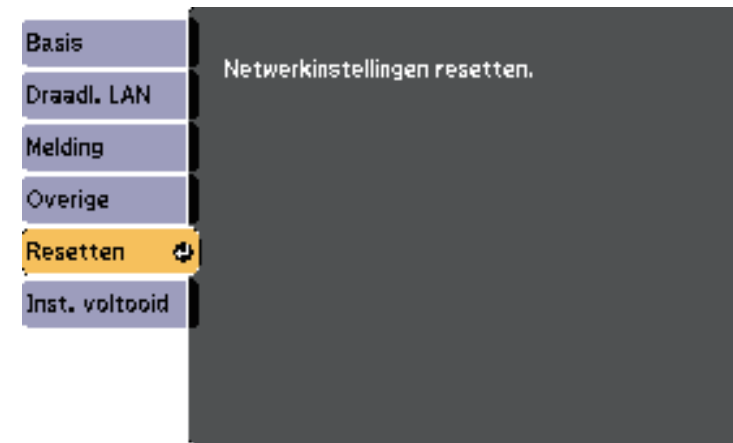 Basis
Netwerkinstellingen resetten.
Draadl. LAN
Melding
Overige
Resetten
Inst. voltooid